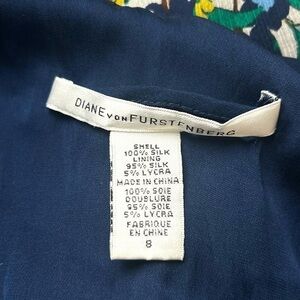 DIANE VON FURSTENBERG
SHELL
100% SILK
LINING
95% SILK
5% LYCRA
MADE IN CHINA
100% SOIE
DOUBLURE
95% SOIE
5% LYCRA
FABRIQUE
EN CHINE
8